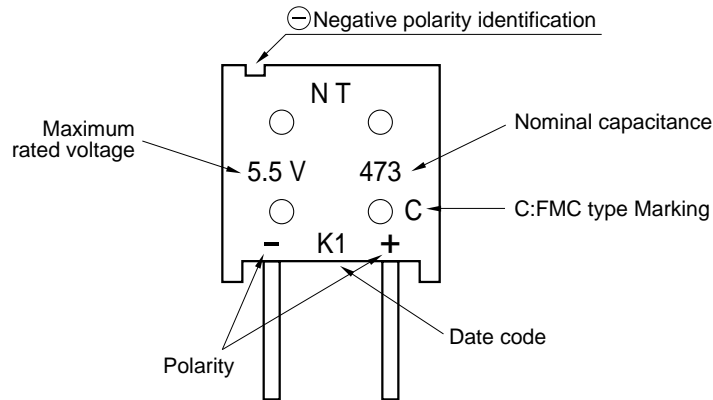 ⊖Negative polarity identification
N T
Maximum
rated voltage
Nominal capacitance
5.5 V
473
C
C:FMC type Marking
- K1 +
Date code
Polarity